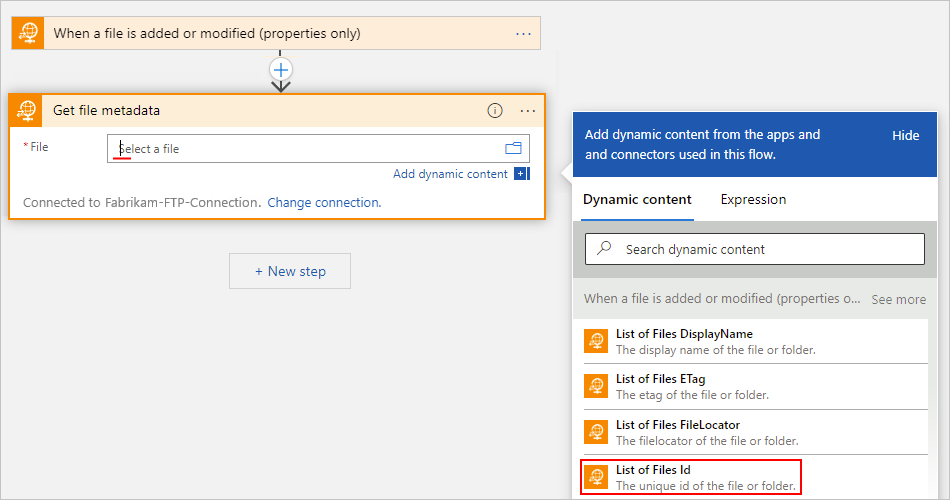 When a file is added or modified (properties only)
Get file metadata
* File
Select a file
Add dynamic content
Connected to Fabrikam-FTP-Connection. Change connection.
+ New step
Add dynamic content from the apps and
and connectors used in this flow.
Hide
Dynamic content
Expression
Search dynamic content
When a file is added or modified (properties o...
See more
List of Files DisplayName
The display name of the file or folder.
List of Files ETag
The etag of the file or folder.
List of Files FileLocator
The filelocator of the file or folder.
List of Files Id
The unique id of the file or folder.